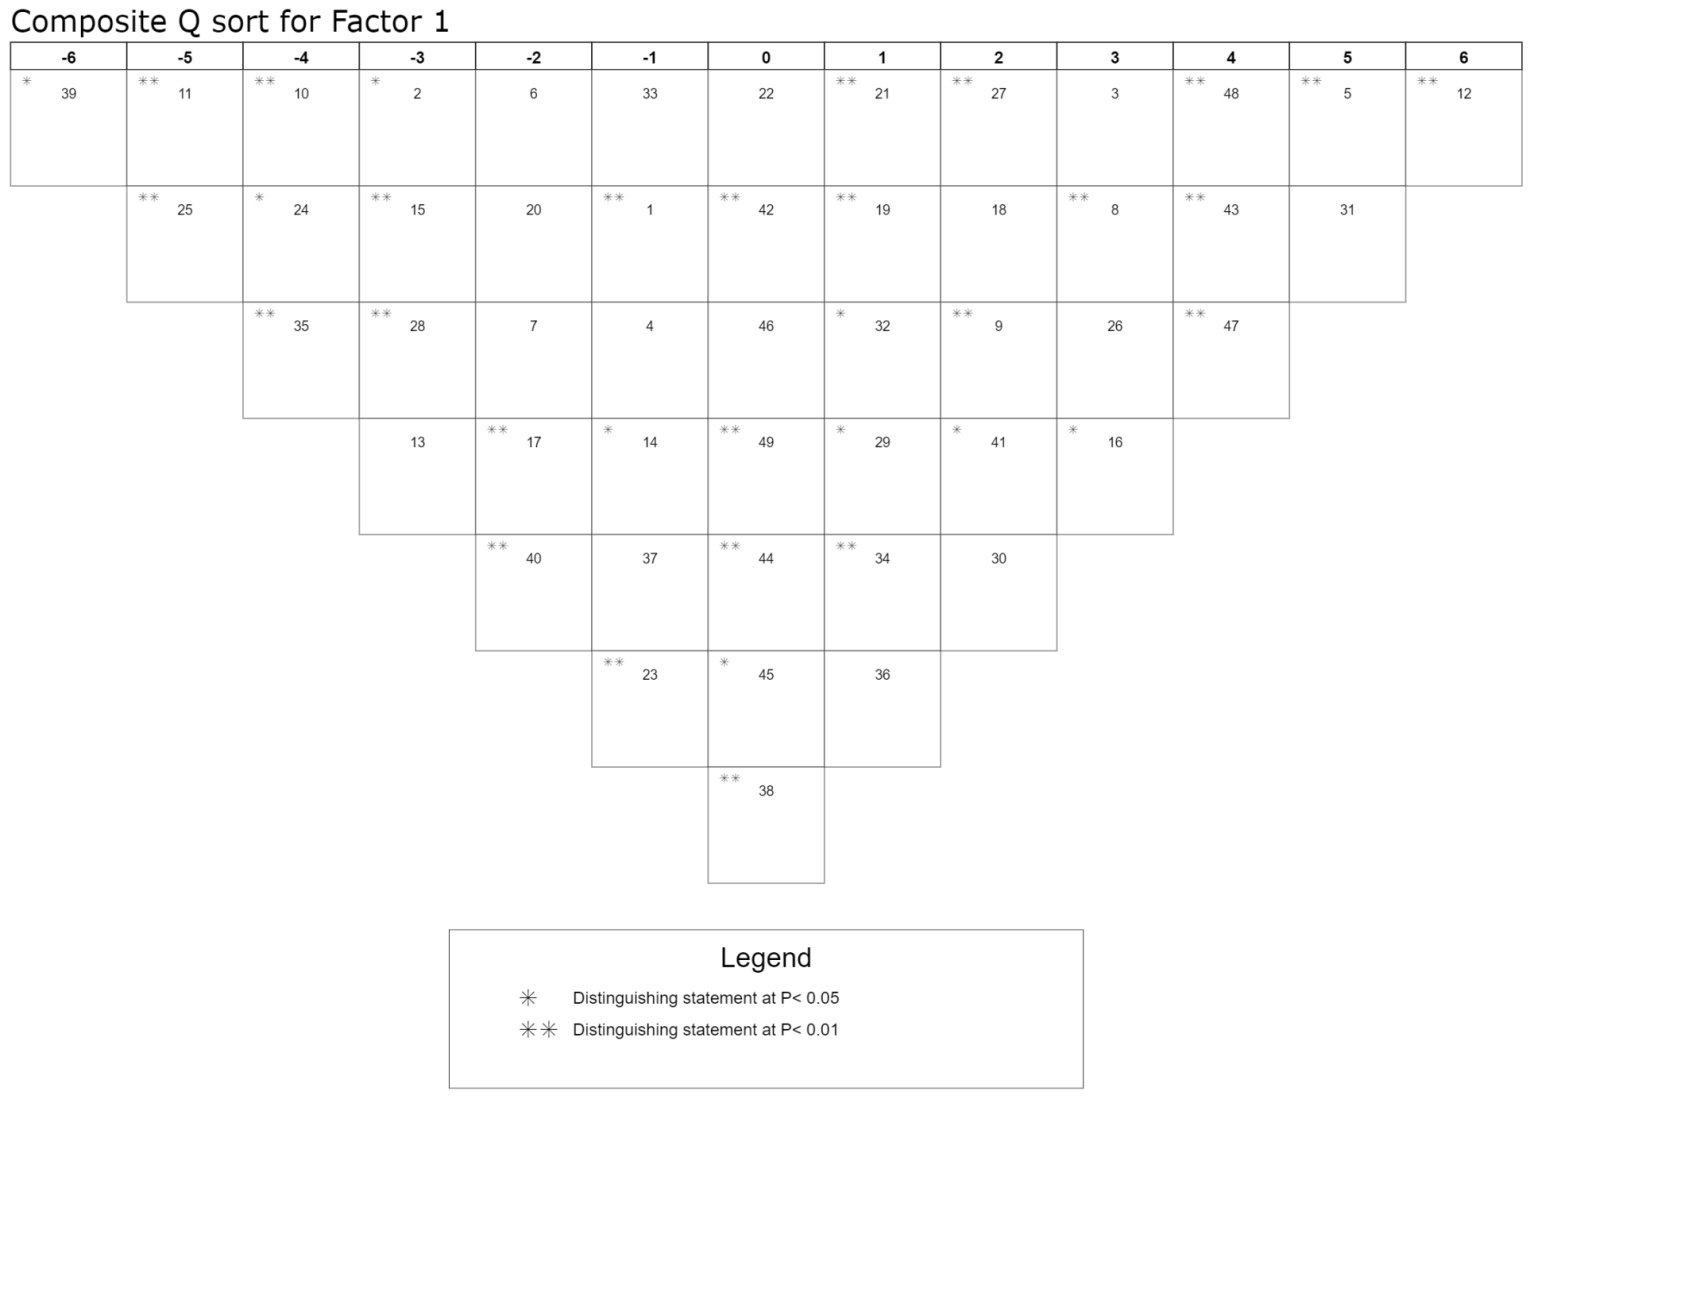 Composite Q sort for Factor 1
-6 -5 -4 -3 -2 -1 0 1 2 3 4 5 6
* ** ** * ** ** ** ** **
39 11 10 2 6 33 22 21 27 3 48 5 12
** * ** ** ** ** ** **
25 24 15 20 1 42 19 18 8 43 31
** ** * ** **
35 28 7 4 46 32 9 26 47
** * ** * * *
13 17 14 49 29 41 16
** ** **
40 37 44 34 30
** *
23 45 36
**
38
Legend
* Distinguishing statement at P< 0.05
** Distinguishing statement at P< 0.01